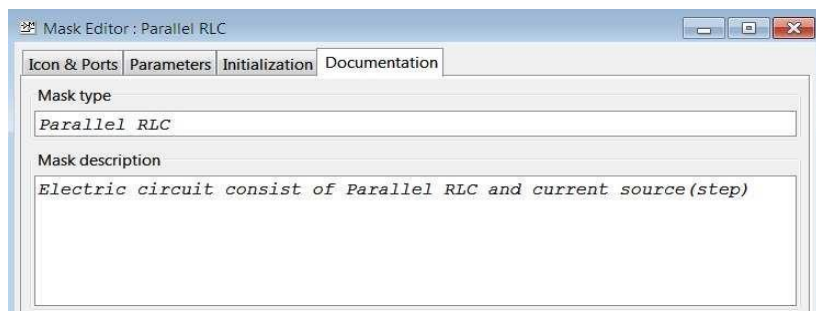 Mask Editor : Parallel RLC
Icon & Ports Parameters Initialization Documentation
Mask type
Parallel RLC
Mask description
Electric circuit consist of Parallel RLC and current source(step)